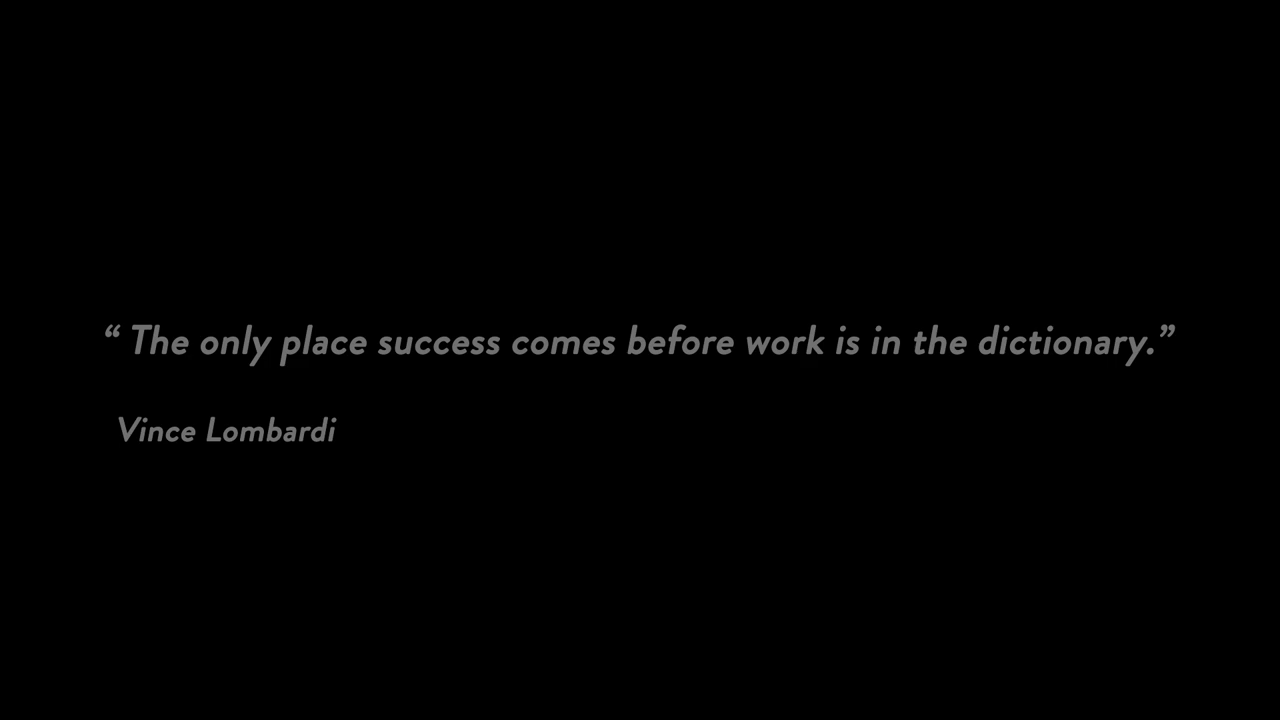 “ The only place success comes before work is in the dictionary.”
Vince Lombardi